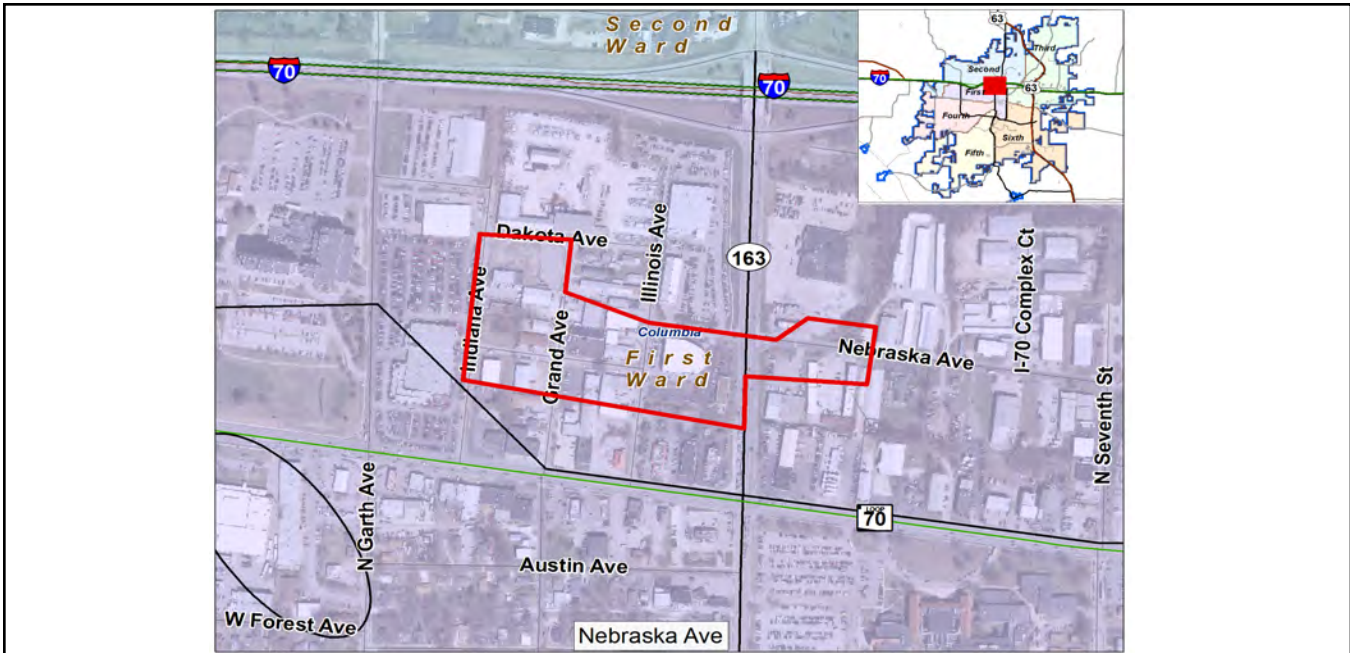 Second
Ward
70
70
Dakota Ave
Illinois Ave
163
Indiana Ave
Grand Ave
Columbia
First
Ward
Nebraska Ave
I-70 Complex Ct
N Seventh St
LOOP
70
N Garth Ave
Austin Ave
W Forest Ave
Nebraska Ave
63
Third
Second
70
63
First
Fourth
Sixth
Fifth